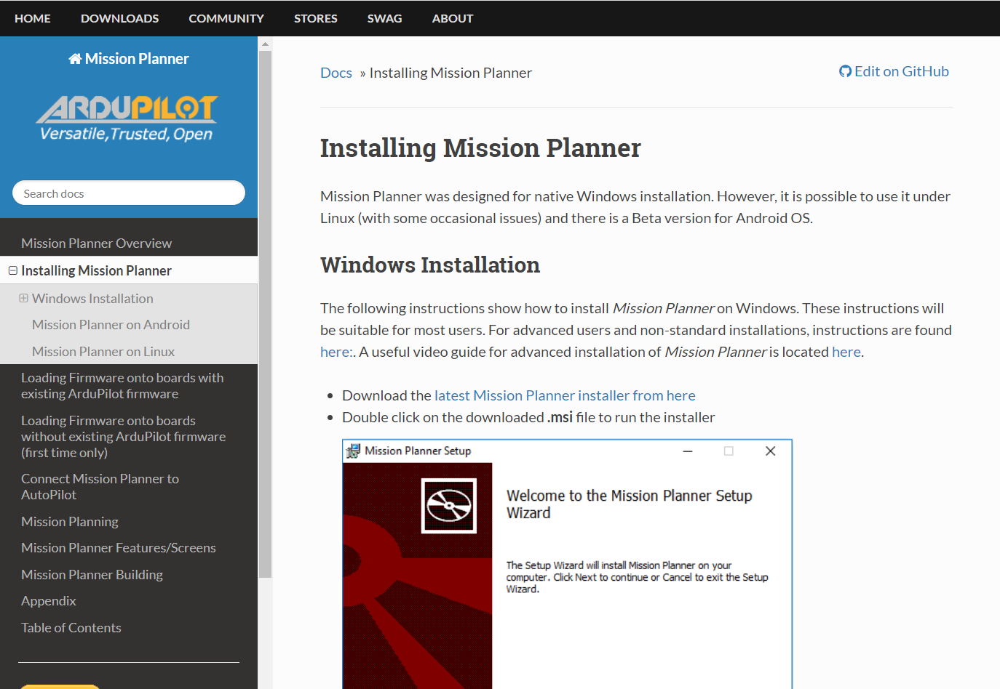 HOME DOWNLOADS COMMUNITY STORES SWAG ABOUT
Mission Planner
ARDUPILOT
Versatile,Trusted, Open
Search docs
Mission Planner Overview
Installing Mission Planner
Windows Installation
Mission Planner on Android
Mission Planner on Linux
Loading Firmware onto boards with
existing ArduPilot firmware
Loading Firmware onto boards
without existing ArduPilot firmware
(first time only)
Connect Mission Planner to
AutoPilot
Mission Planning
Mission Planner Features/Screens
Mission Planner Building
Appendix
Table of Contents
Docs » Installing Mission Planner
Edit on GitHub
Installing Mission Planner
Mission Planner was designed for native Windows installation. However, it is possible to use it under
Linux (with some occasional issues) and there is a Beta version for Android OS.
Windows Installation
The following instructions show how to install Mission Planner on Windows. These instructions will
be suitable for most users. For advanced users and non-standard installations, instructions are found
here:. A useful video guide for advanced installation of Mission Planner is located here.
• Download the latest Mission Planner installer from here
• Double click on the downloaded .msi file to run the installer
Mission Planner Setup
Welcome to the Mission Planner Setup
Wizard
The Setup Wizard will install Mission Planner on your
computer. Click Next to continue or Cancel to exit the Setup
Wizard.